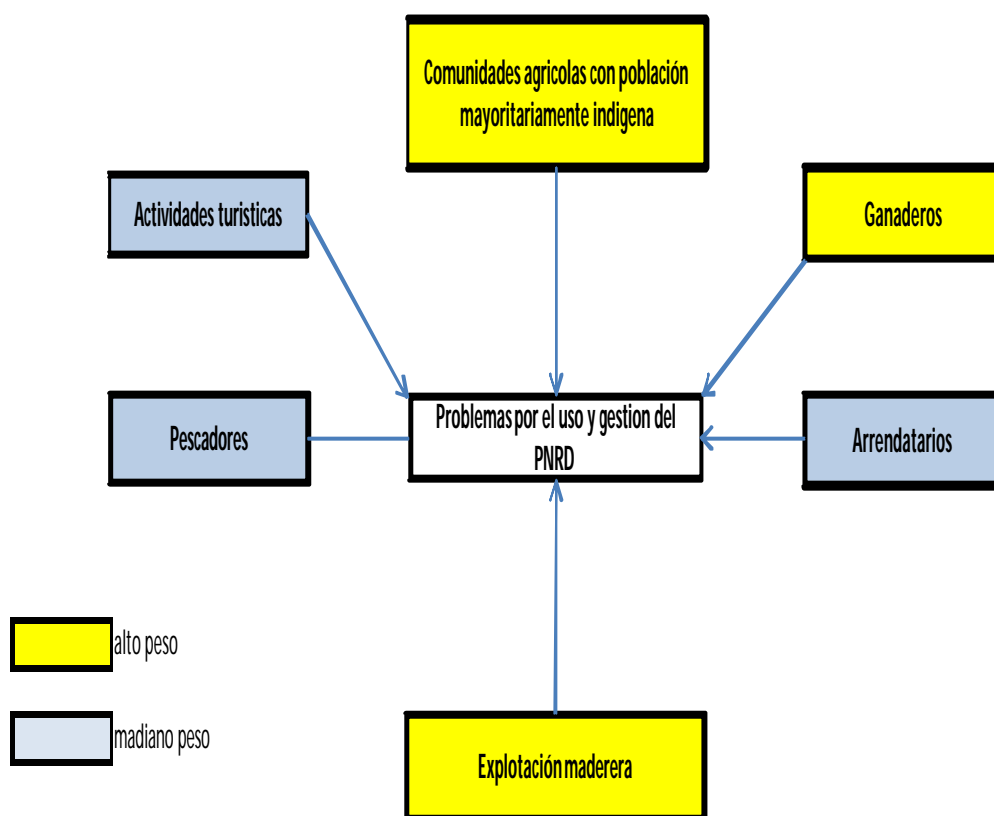 Comunidades agricolas con población
mayoritariamente indigena
Actividades turisticas
Ganaderos
Pescadores
Problemas por el uso y gestion del
PNRD
Arrendatarios
alto peso
madiano peso
Explotación maderera